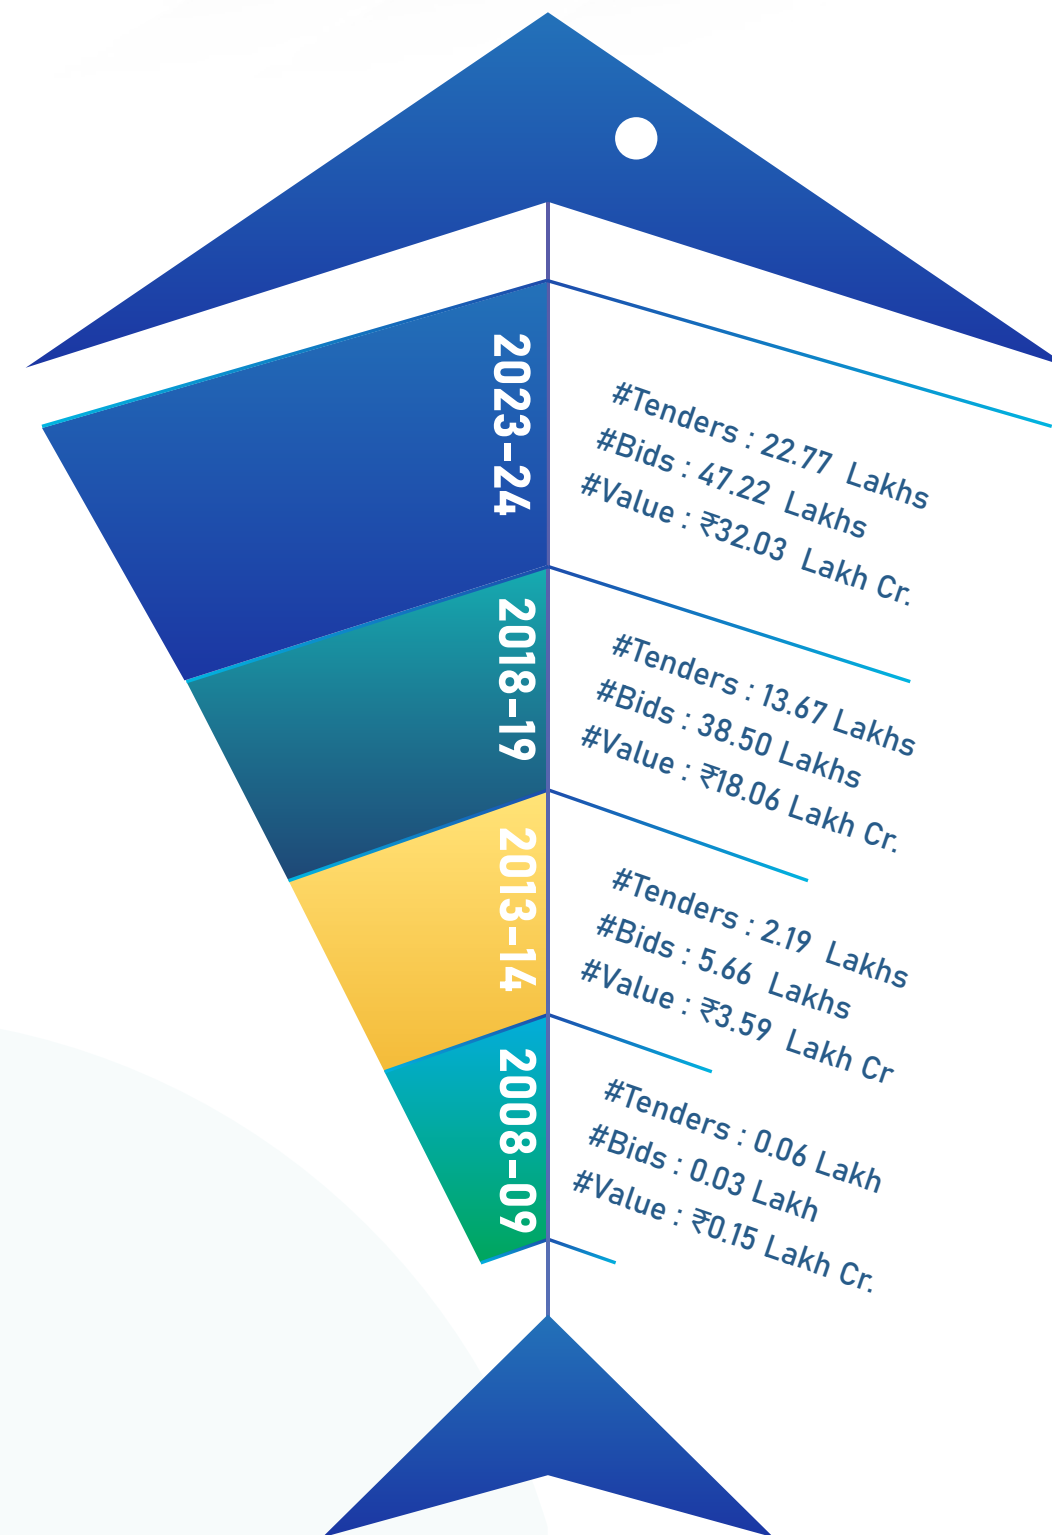 2023-24
#Tenders : 22.77 Lakhs
#Bids : 47.22 Lakhs
#Value : ₹32.03 Lakh Cr.
2018-19
#Tenders : 13.67 Lakhs
#Bids : 38.50 Lakhs
#Value : ₹18.06 Lakh Cr.
2013-14
#Tenders : 2.19 Lakhs
#Bids : 5.66 Lakhs
#Value : ₹3.59 Lakh Cr
2008-09
#Tenders : 0.06 Lakh
#Bids : 0.03 Lakh
#Value : ₹0.15 Lakh Cr.